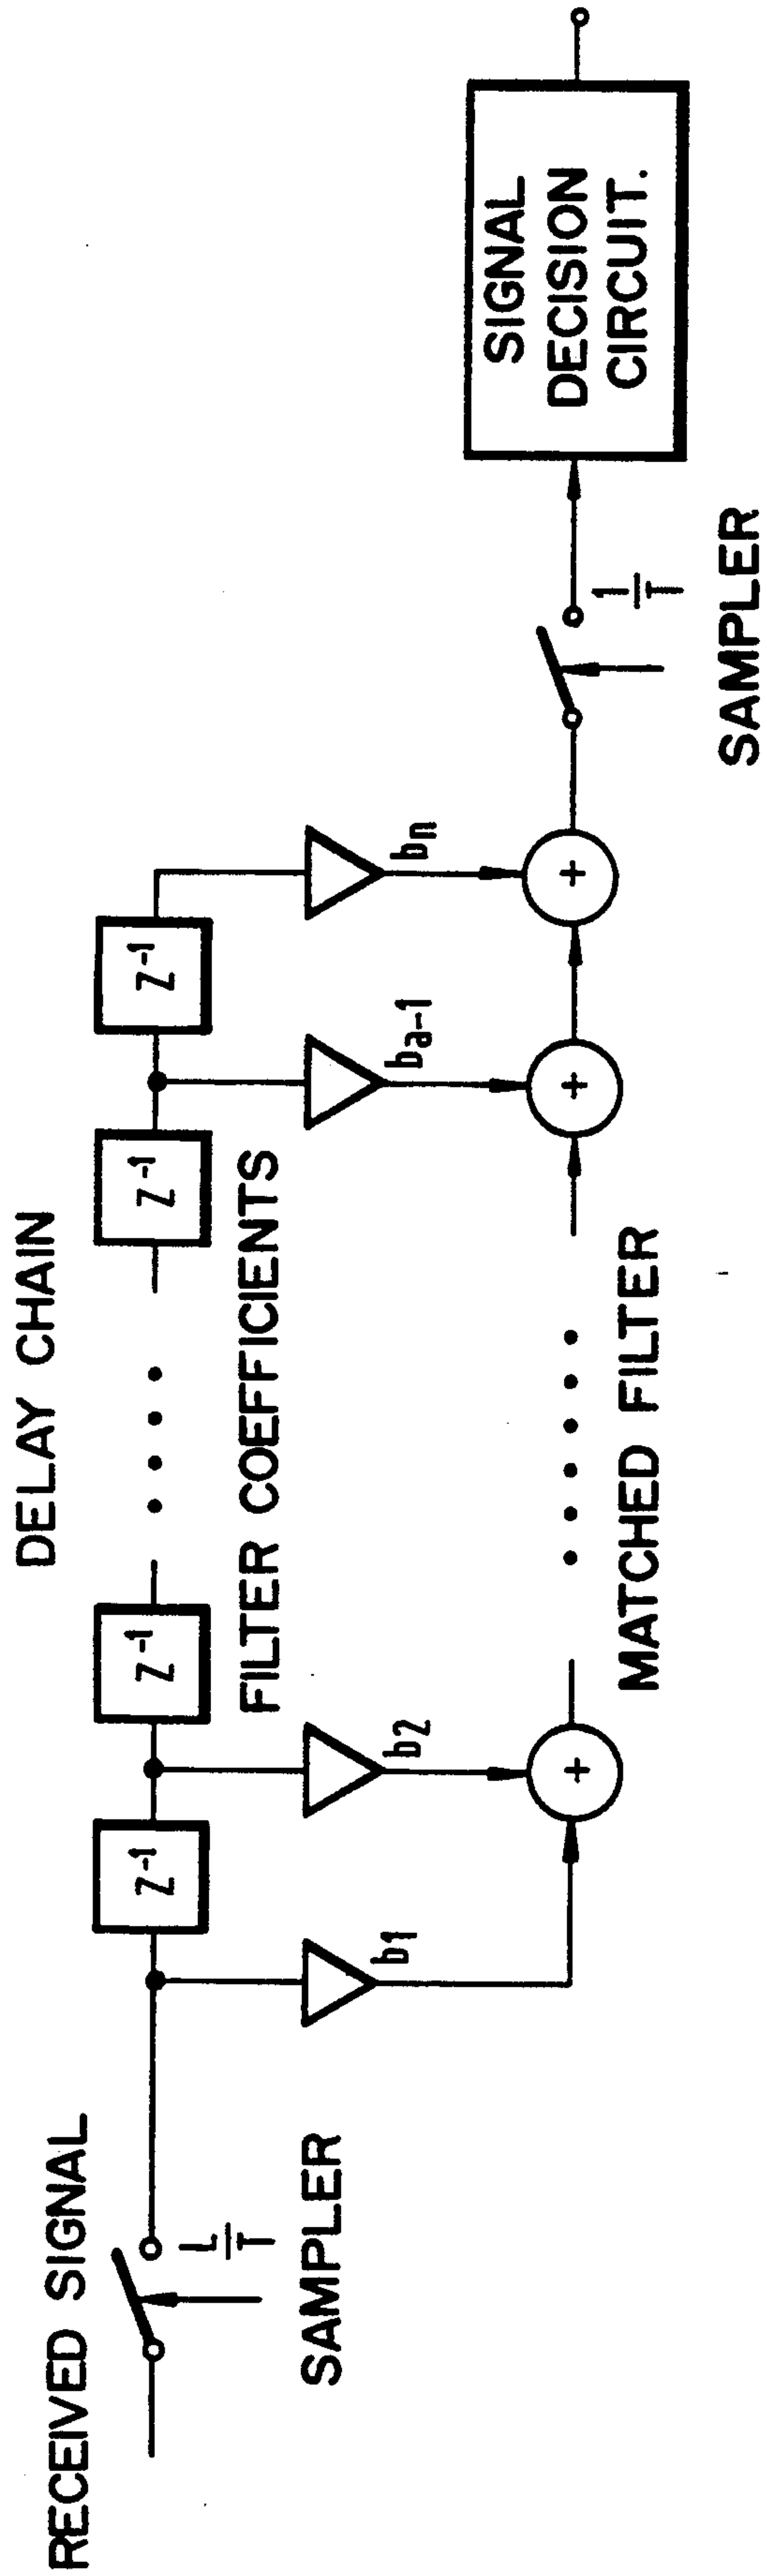 RECEIVED SIGNAL
L/T
SAMPLER
DELAY CHAIN
Z⁻¹
Z⁻¹
Z⁻¹
Z⁻¹
FILTER COEFFICIENTS
b1
b2
ba-1
bn
+
+
+
MATCHED FILTER
1/T
SAMPLER
SIGNAL
DECISION
CIRCUIT.